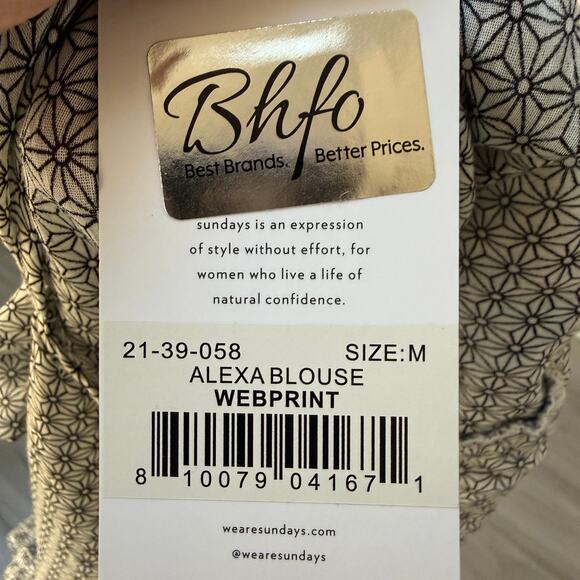 Bhfo
Best Brands. Better Prices.
sundays is an expression
of style without effort, for
women who live a life of
natural confidence.
21-39-058 SIZE:M
ALEXA BLOUSE
WEBPRINT
8 10079 04167 1
wearesundays.com
@wearesundays